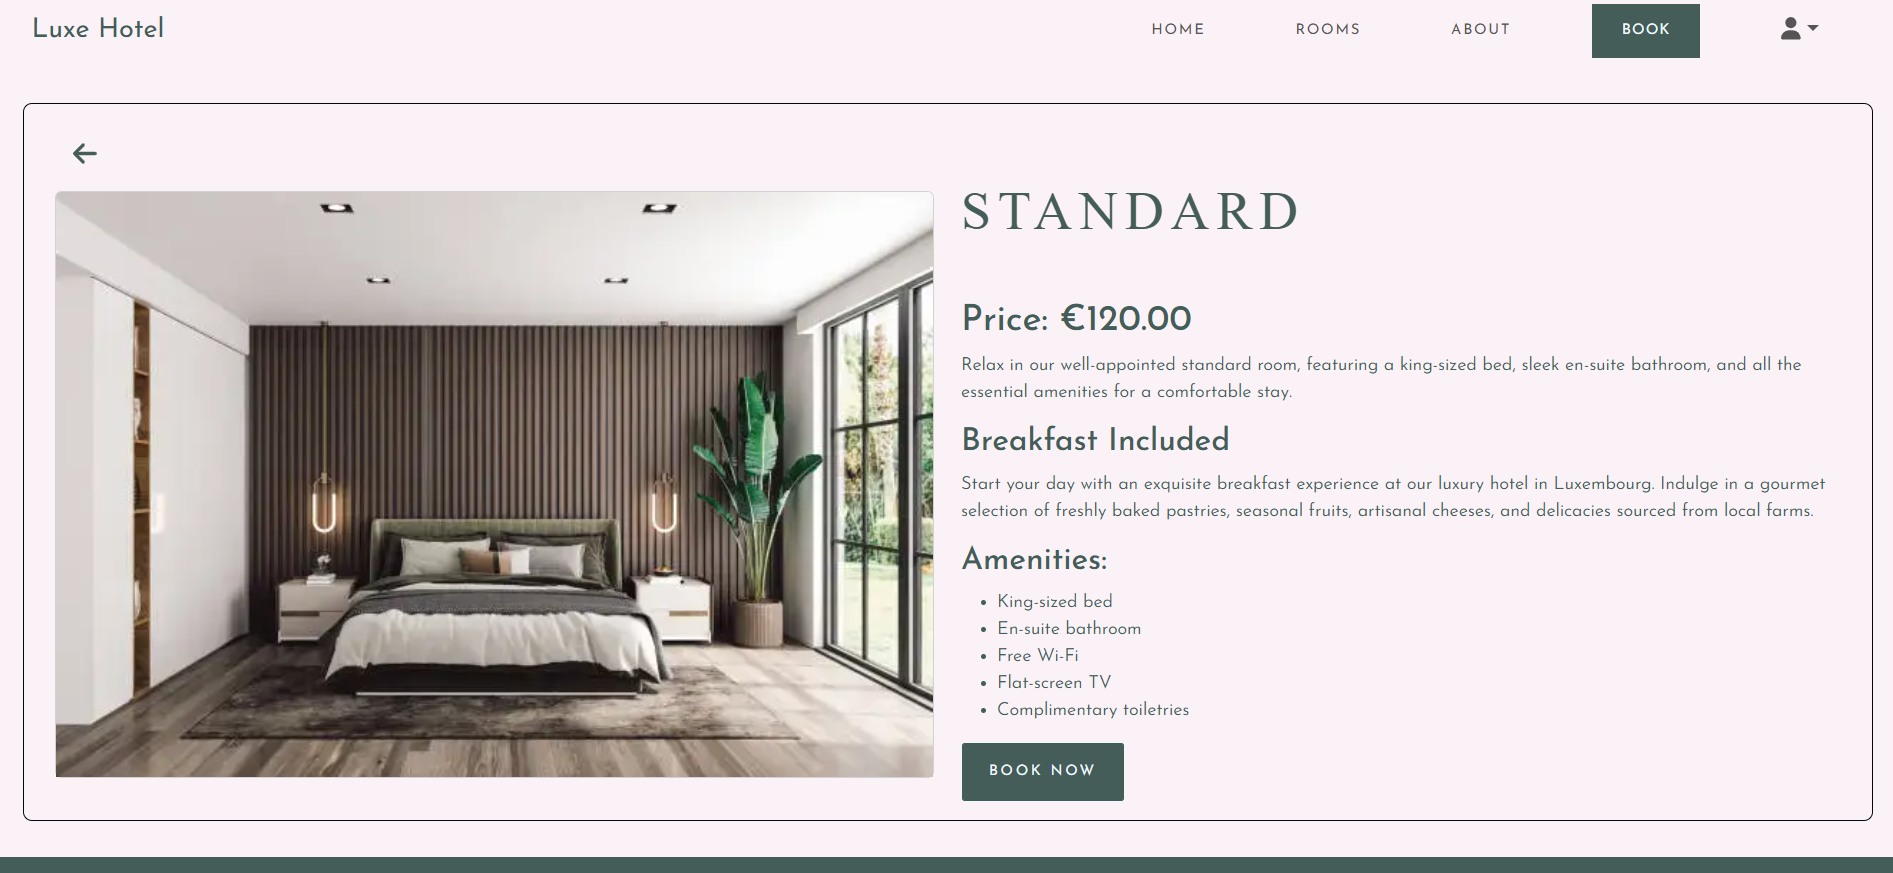 Luxe Hotel
HOME
ROOMS
ABOUT
BOOK
STANDARD
Price: €120.00
Relax in our well-appointed standard room, featuring a king-sized bed, sleek en-suite bathroom, and all the
essential amenities for a comfortable stay.
Breakfast Included
Start your day with an exquisite breakfast experience at our luxury hotel in Luxembourg. Indulge in a gourmet
selection of freshly baked pastries, seasonal fruits, artisanal cheeses, and delicacies sourced from local farms.
Amenities:
• King-sized bed
• En-suite bathroom
• Free Wi-Fi
• Flat-screen TV
• Complimentary toiletries
BOOK NOW